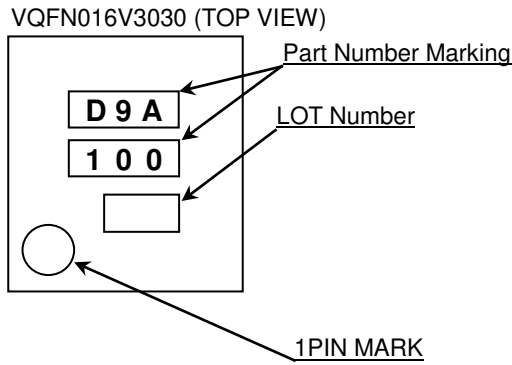 VQFN016V3030 (TOP VIEW)
Part Number Marking
D 9 A
LOT Number
1 0 0
1PIN MARK